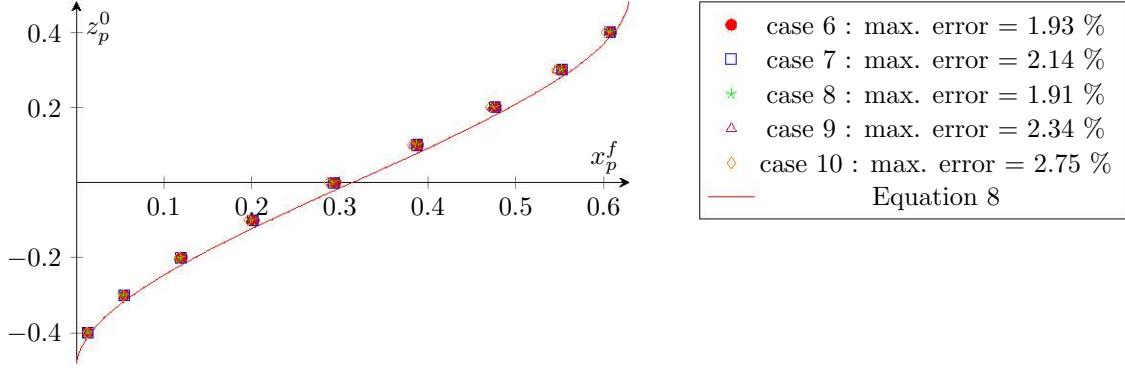 z_p^0
0.4
0.2
−0.2
−0.4
x_p^f
0.1
0.2
0.3
0.4
0.5
0.6
case 6 : max. error = 1.93 %
case 7 : max. error = 2.14 %
case 8 : max. error = 1.91 %
case 9 : max. error = 2.34 %
case 10 : max. error = 2.75 %
Equation 8